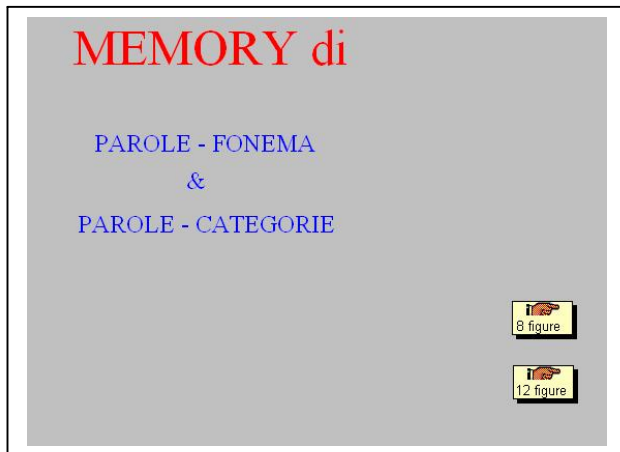 MEMORY di
PAROLE - FONEMA
&
PAROLE - CATEGORIE
8 figure
12 figure